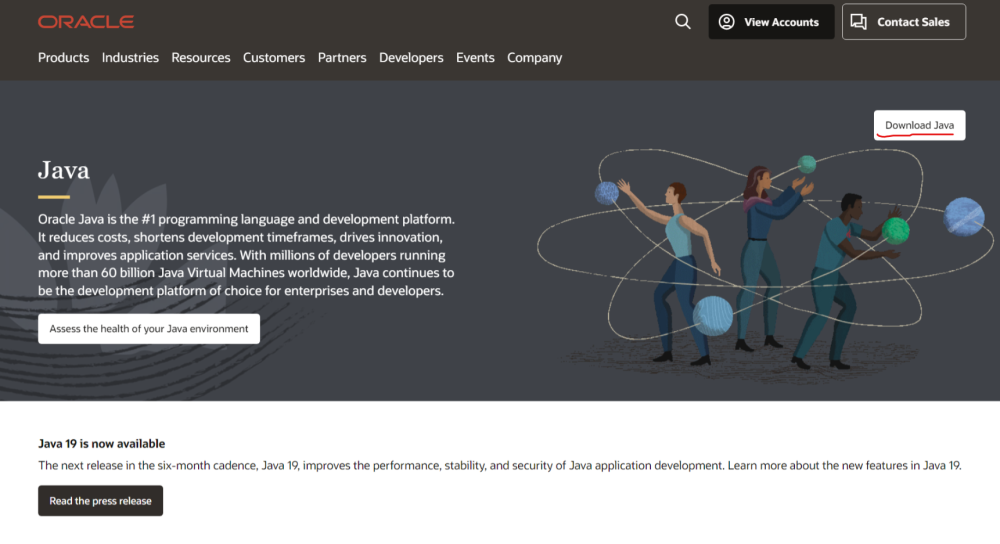 ORACLE
View Accounts
Contact Sales
Products Industries Resources Customers Partners Developers Events Company
Download Java
Java
Oracle Java is the #1 programming language and development platform.
It reduces costs, shortens development timeframes, drives innovation,
and improves application services. With millions of developers running
more than 60 billion Java Virtual Machines worldwide, Java continues to
be the development platform of choice for enterprises and developers.
Assess the health of your Java environment
Java 19 is now available
The next release in the six-month cadence, Java 19, improves the performance, stability, and security of Java application development. Learn more about the new features in Java 19.
Read the press release